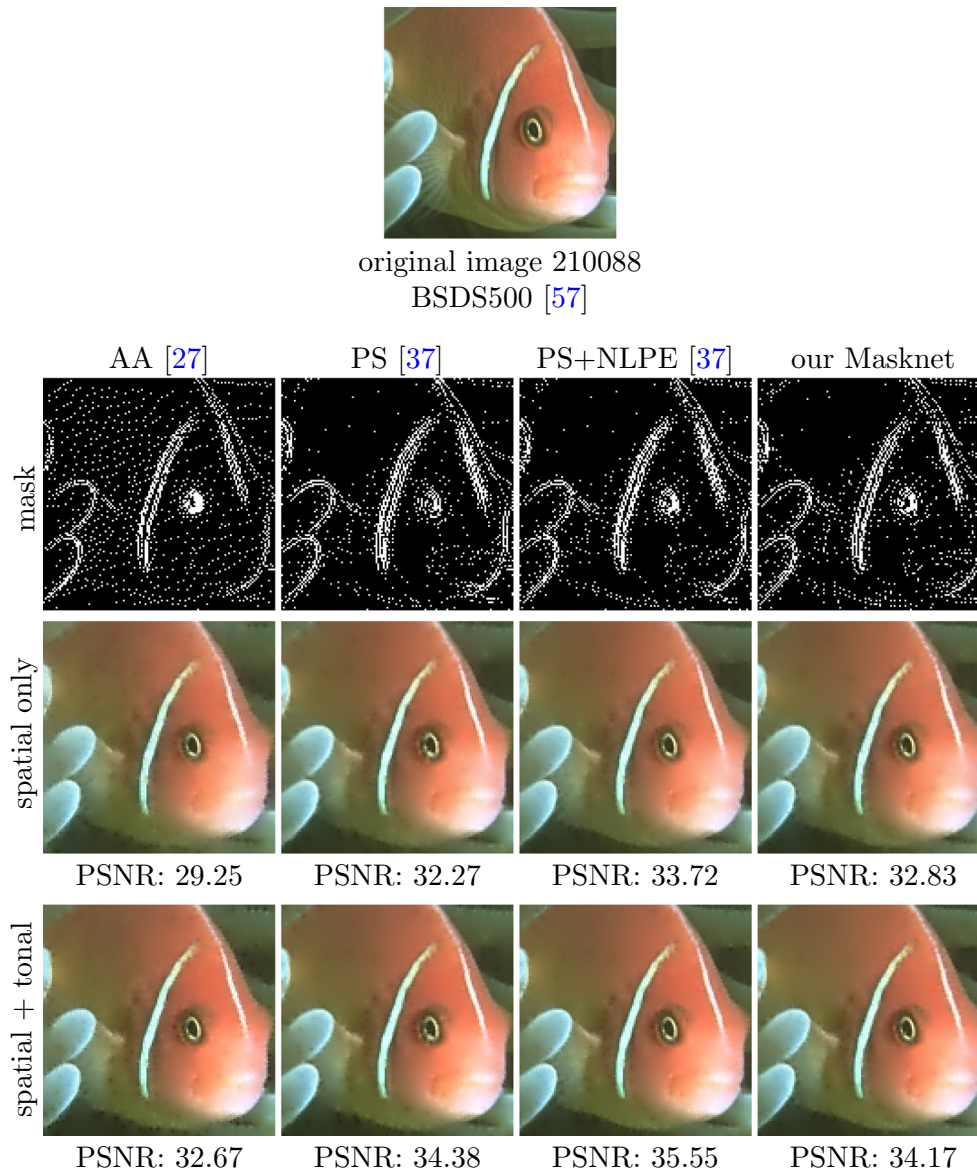 original image 210088
BSDS500 [57]
AA [27]
PS [37]
PS+NLPE [37]
our Masknet
mask
spatial only
PSNR: 29.25
PSNR: 32.27
PSNR: 33.72
PSNR: 32.83
spatial + tonal
PSNR: 32.67
PSNR: 34.38
PSNR: 35.55
PSNR: 34.17